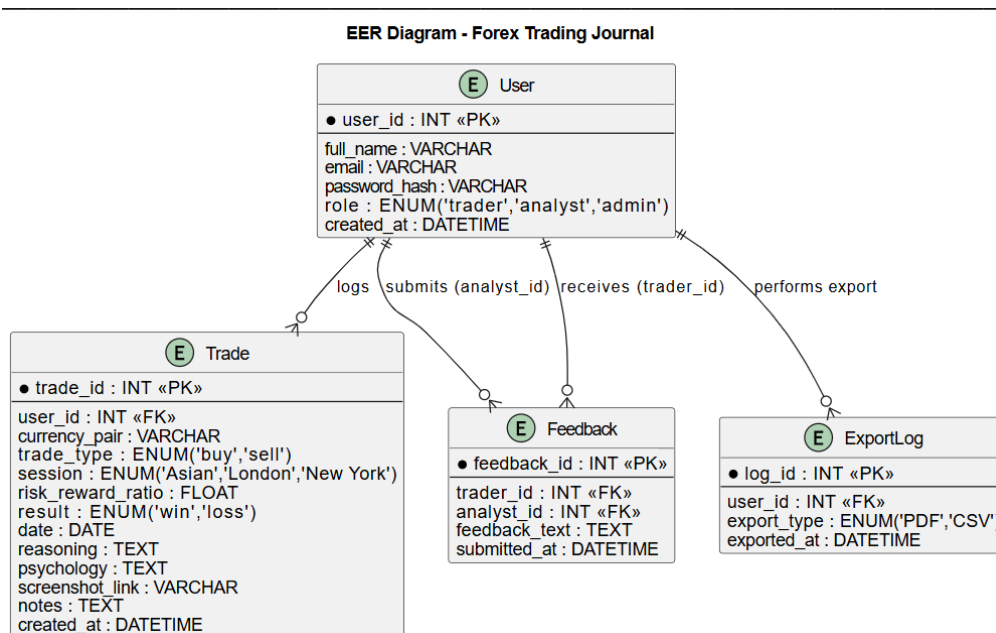 EER Diagram - Forex Trading Journal
E User
● user_id : INT «PK»
full_name : VARCHAR
email : VARCHAR
password_hash : VARCHAR
role : ENUM('trader','analyst','admin')
created_at : DATETIME
logs
submits (analyst_id)
receives (trader_id)
performs export
E Trade
● trade_id : INT «PK»
user_id : INT «FK»
currency_pair : VARCHAR
trade_type : ENUM('buy','sell')
session : ENUM('Asian','London','New York')
risk_reward_ratio : FLOAT
result : ENUM('win','loss')
date : DATE
reasoning : TEXT
psychology : TEXT
screenshot_link : VARCHAR
notes : TEXT
created_at : DATETIME
E Feedback
● feedback_id : INT «PK»
trader_id : INT «FK»
analyst_id : INT «FK»
feedback_text : TEXT
submitted_at : DATETIME
E ExportLog
● log_id : INT «PK»
user_id : INT «FK»
export_type : ENUM('PDF','CSV')
exported_at : DATETIME